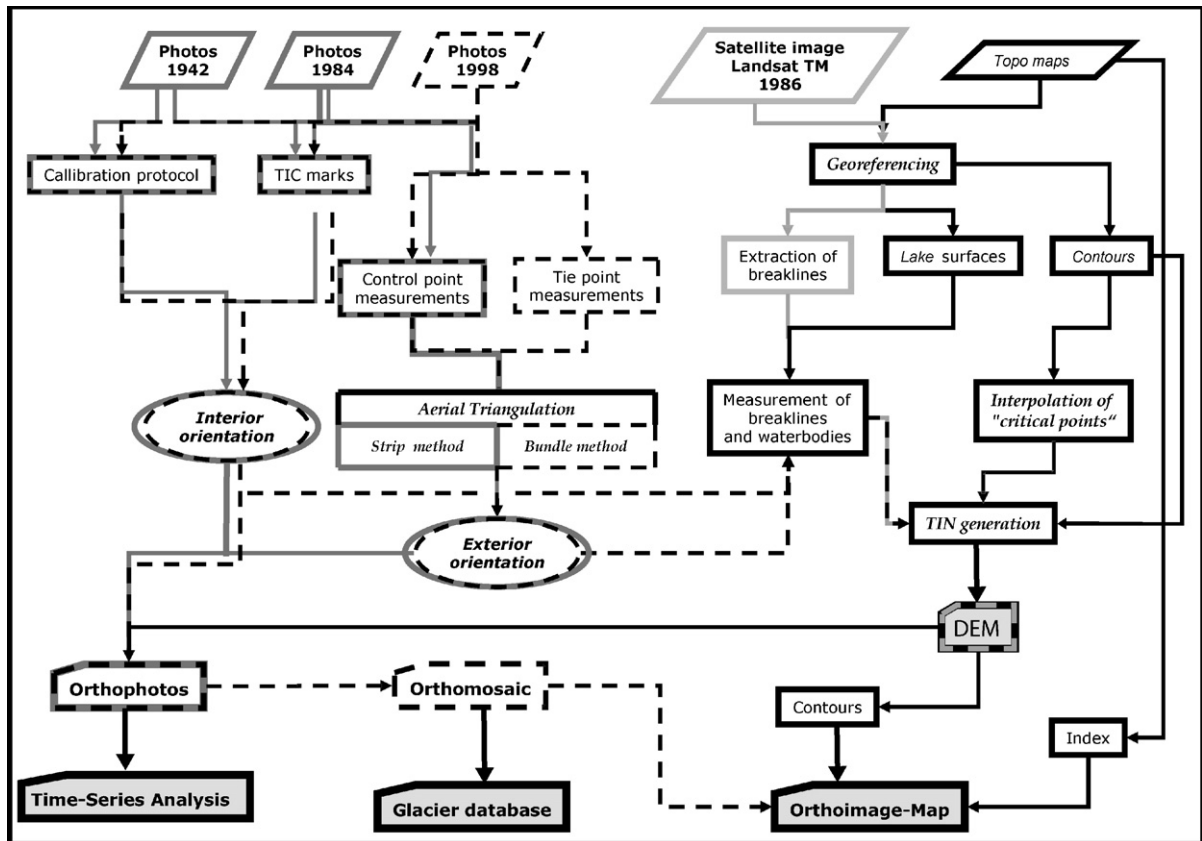 Photos
1942
Photos
1984
Photos
1998
Satellite image
Landsat TM
1986
Topo maps
Callibration protocol
TIC marks
Georeferencing
Control point
measurements
Tie point
measurements
Extraction of
breaklines
Lake surfaces
Contours
Interior
orientation
Aerial Triangulation
Strip method
Bundle method
Measurement of
breaklines
and waterbodies
Interpolation of
"critical points“
Exterior
orientation
TIN generation
DEM
Orthophotos
Orthomosaic
Contours
Index
Time-Series Analysis
Glacier database
Orthoimage-Map